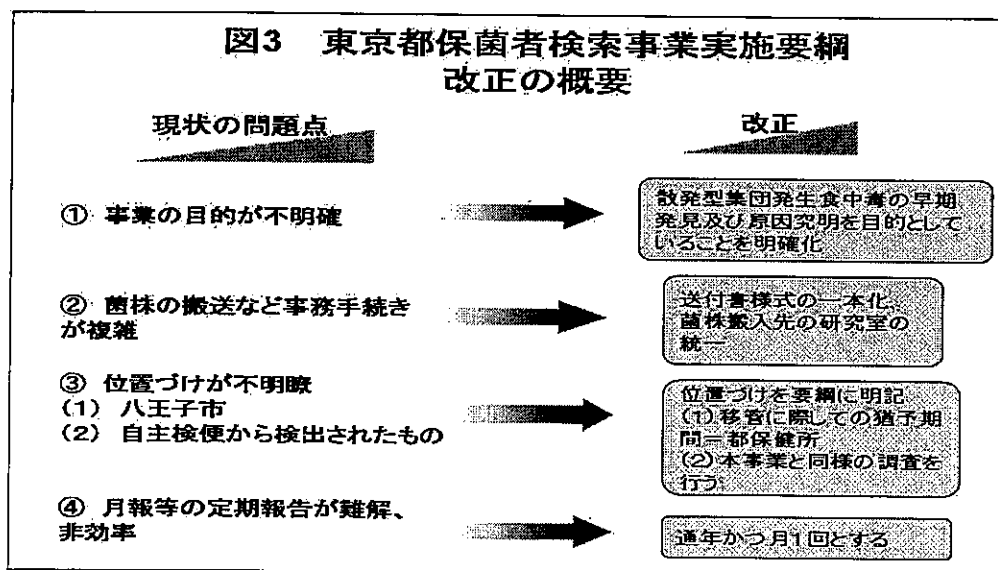 図3 東京都保菌者検索事業実施要綱
改正の概要
現状の問題点
改正
① 事業の目的が不明確
散発型集団発生食中毒の早期
発見及び原因究明を目的として
いることを明確化
② 菌株の搬送など事務手続き
が複雑
送付書様式の一本化、
菌株搬入先の研究室の
統一
③ 位置づけが不明瞭
(1) 八王子市
(2) 自主検便から検出されたもの
位置づけを要綱に明記
(1)移管に際しての猶予期
間=都保健所
(2)本事業と同様の調査を
行う
④ 月報等の定期報告が難解、
非効率
通年かつ月1回とする